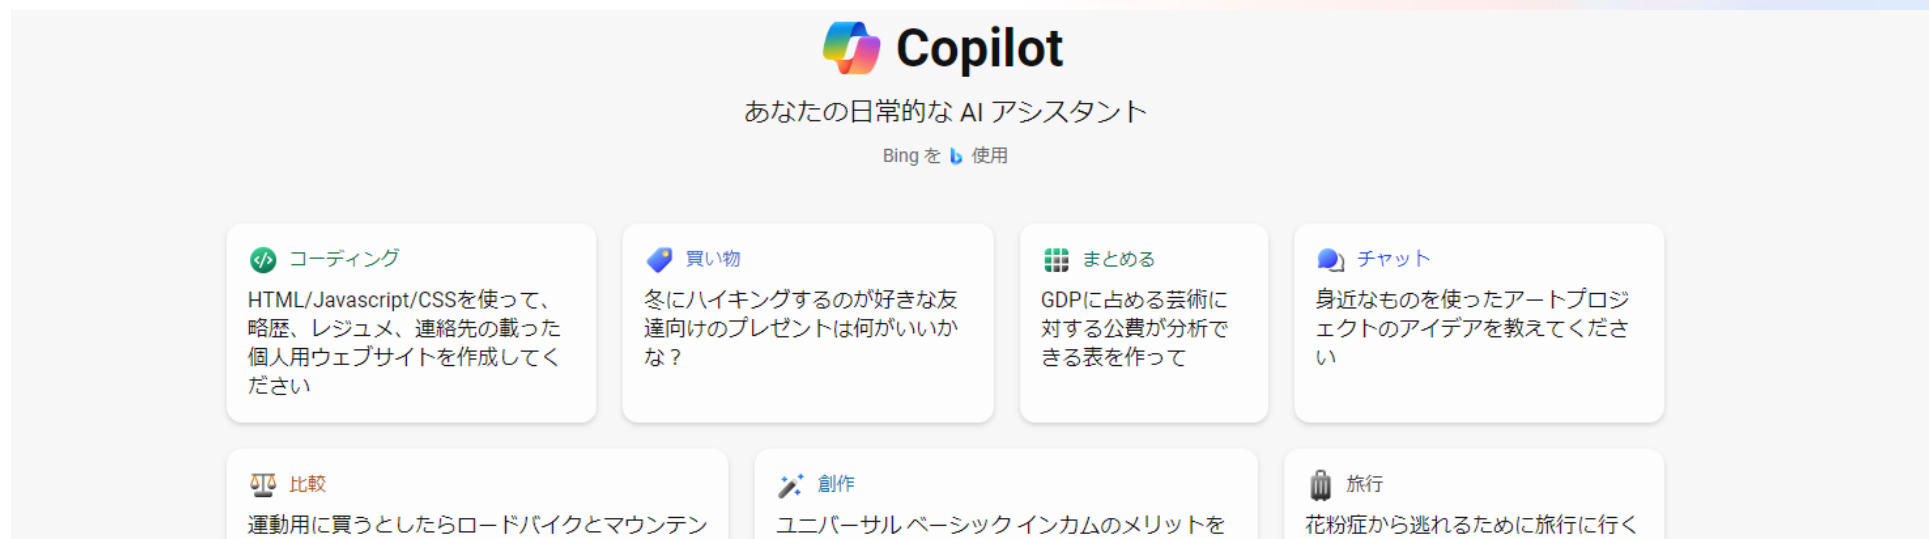 Copilot
あなたの日常的な AI アシスタント
Bing を b 使用
コーディング
HTML/Javascript/CSSを使って、
略歴、レジュメ、連絡先の載った
個人用ウェブサイトを作成してく
ださい
買い物
冬にハイキングするのが好きな友
達向けのプレゼントは何がいいか
な？
まとめる
GDPに占める芸術に
対する公費が分析で
きる表を作って
チャット
身近なものを使ったアートプロジ
ェクトのアイデアを教えてくださ
い
比較
運動用に買うとしたらロードバイクとマウンテン
創作
ユニバーサル ベーシック インカムのメリットを
旅行
花粉症から逃れるために旅行に行く